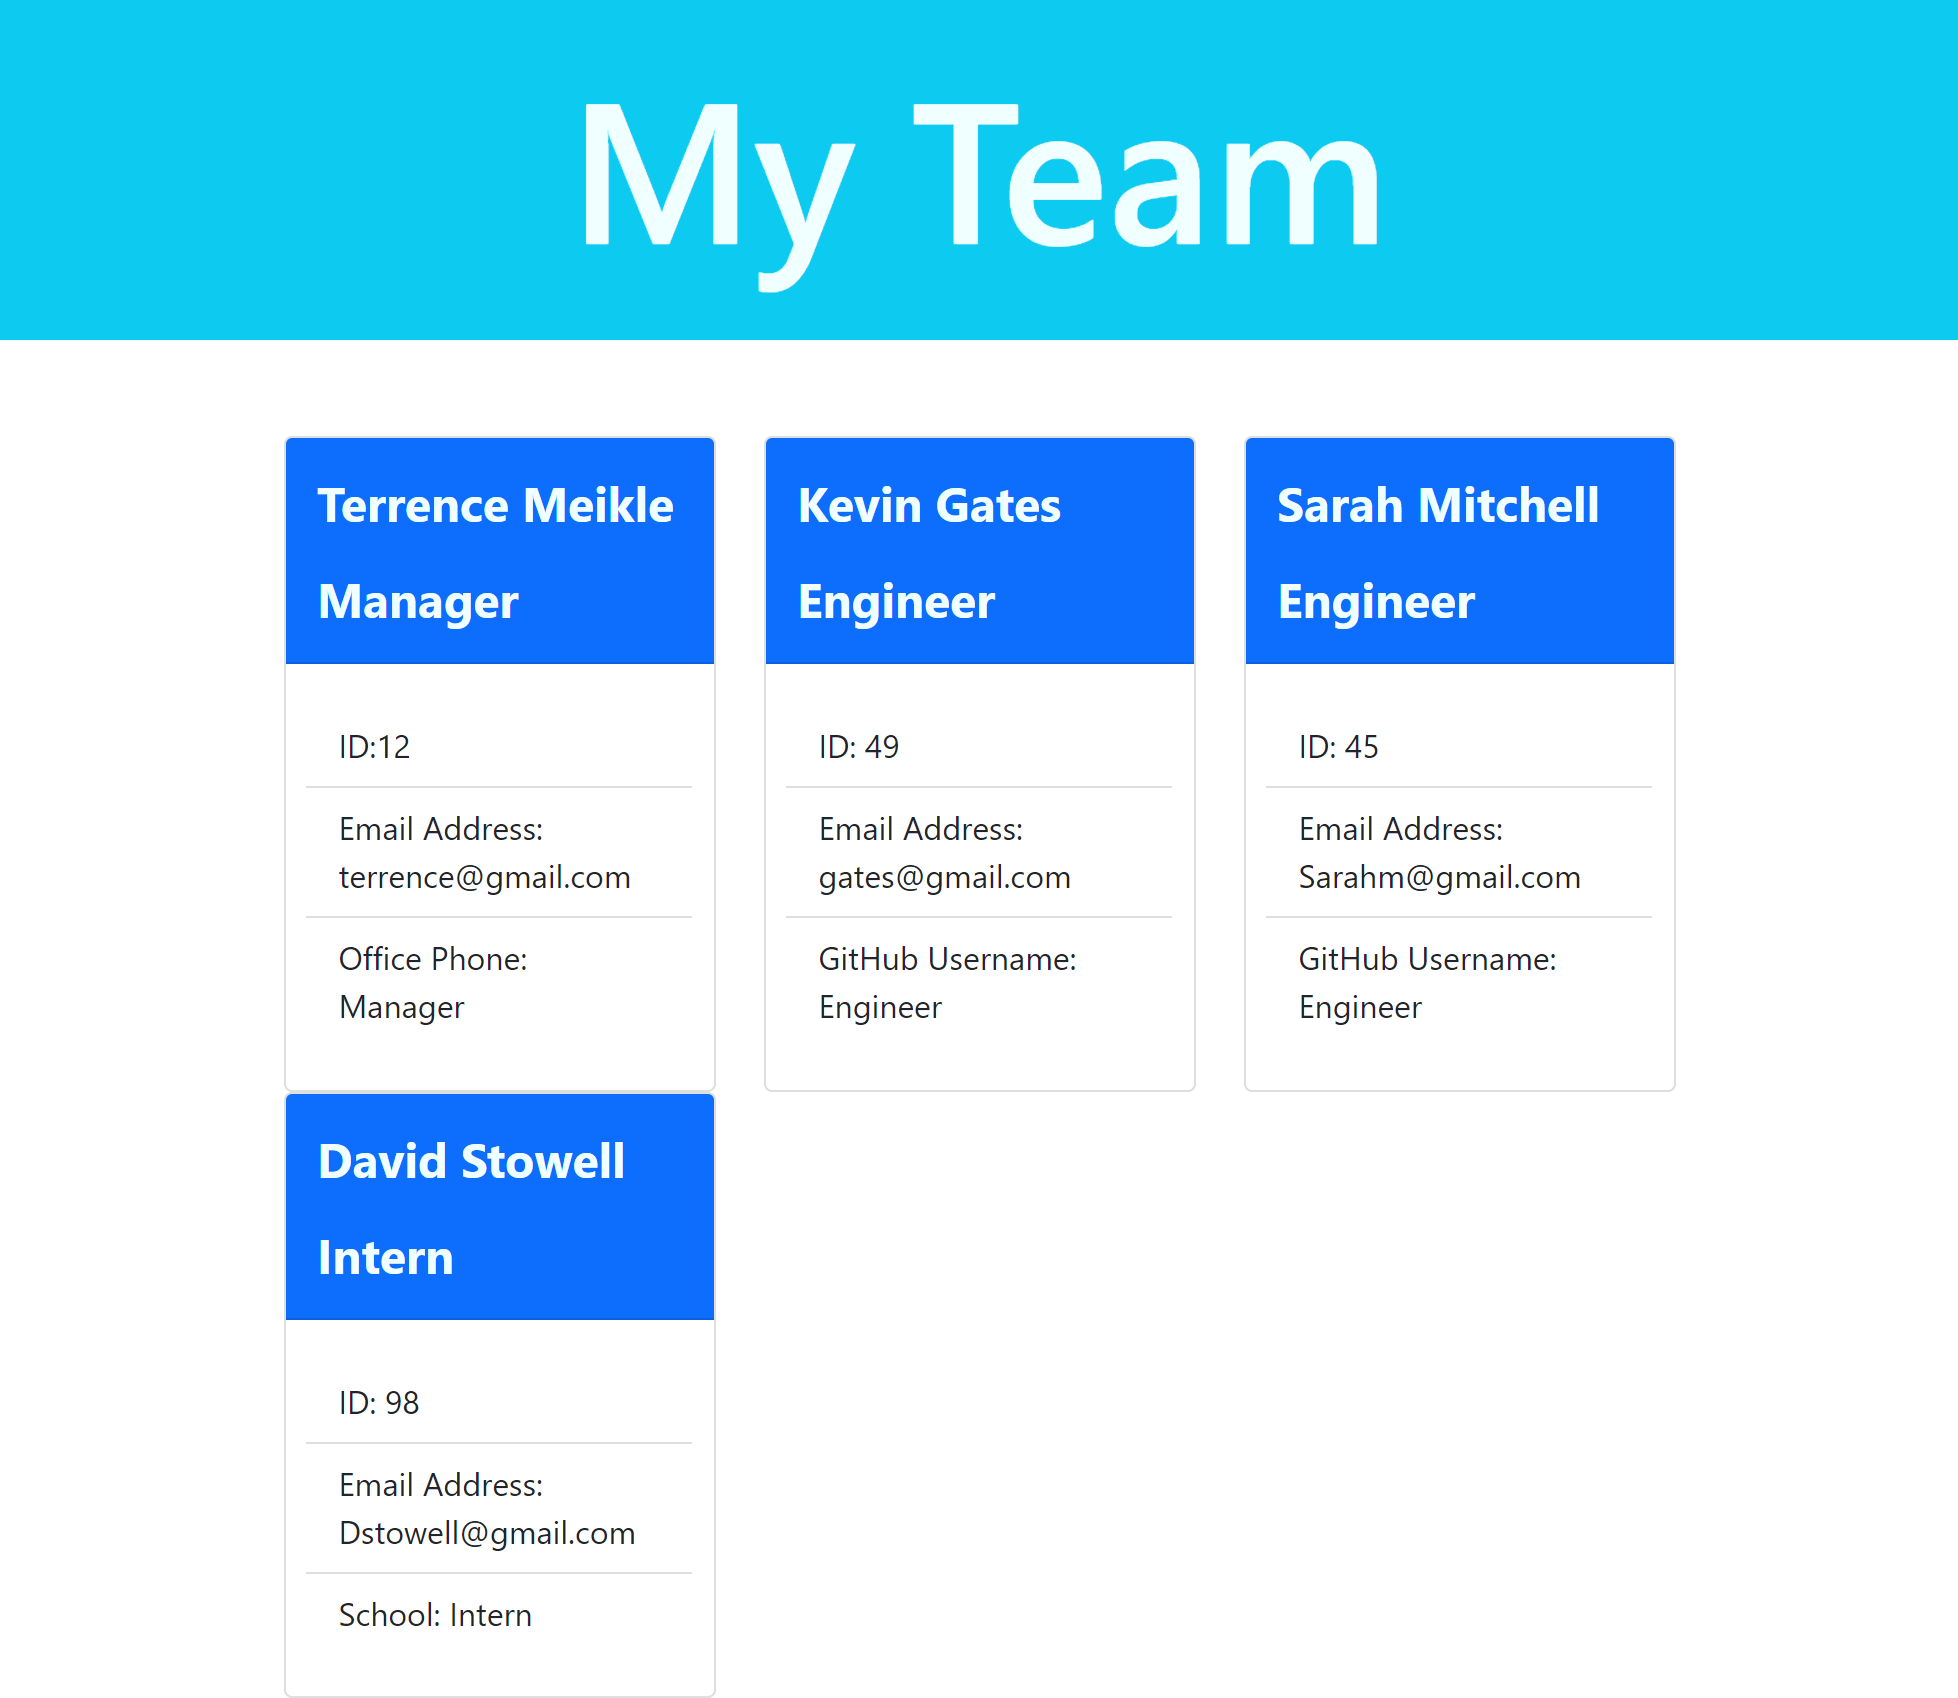 My Team
Terrence Meikle
Manager
ID:12
Email Address:
terrence@gmail.com
Office Phone:
Manager
Kevin Gates
Engineer
ID: 49
Email Address:
gates@gmail.com
GitHub Username:
Engineer
Sarah Mitchell
Engineer
ID: 45
Email Address:
Sarahm@gmail.com
GitHub Username:
Engineer
David Stowell
Intern
ID: 98
Email Address:
Dstowell@gmail.com
School: Intern